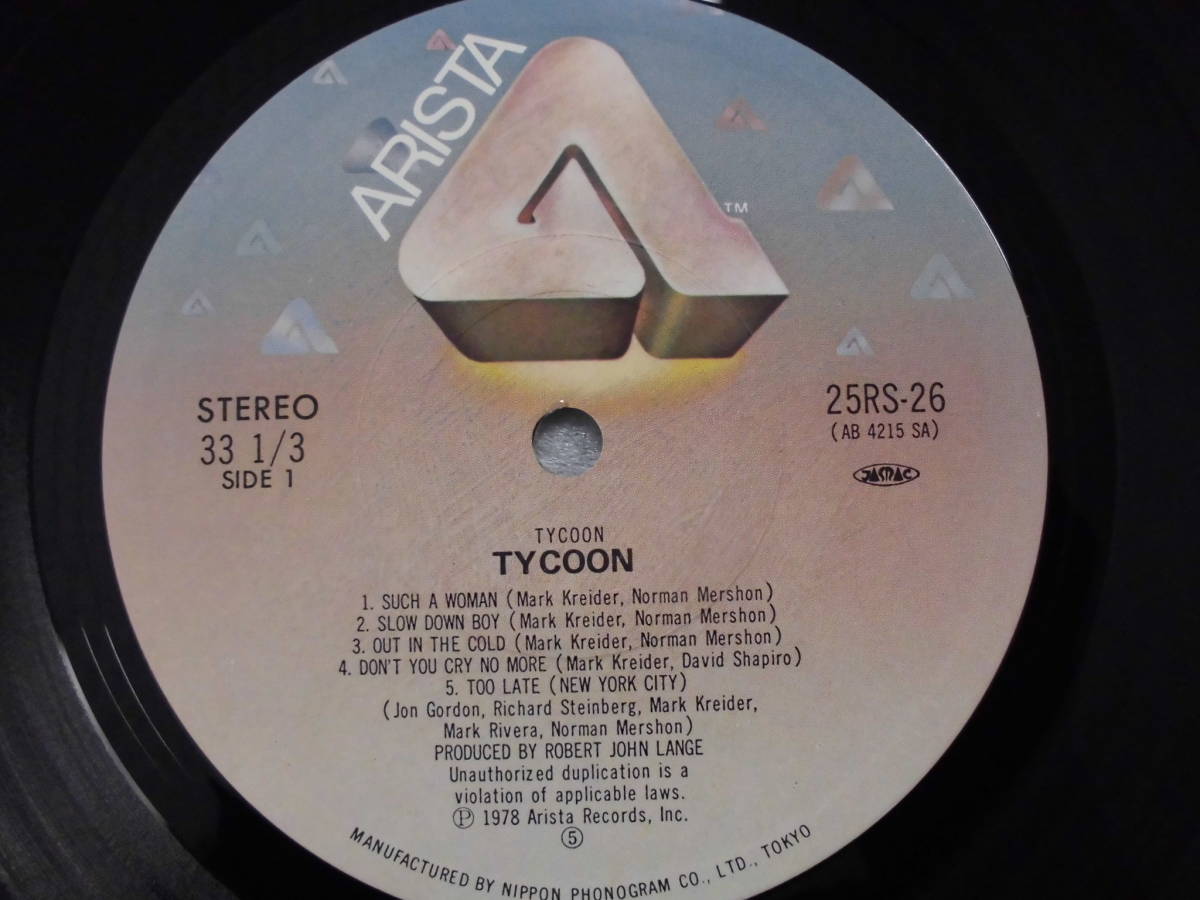 ARISTA
TM
STEREO
33 1/3
SIDE 1
25RS-26
(AB 4215 SA)
JASRAC
TYCOON
TYCOON
1. SUCH A WOMAN (Mark Kreider, Norman Mershon)
2. SLOW DOWN BOY (Mark Kreider, Norman Mershon)
3. OUT IN THE COLD (Mark Kreider, Norman Mershon)
4. DON'T YOU CRY NO MORE (Mark Kreider, David Shapiro)
5. TOO LATE (NEW YORK CITY)
(Jon Gordon, Richard Steinberg, Mark Kreider,
Mark Rivera, Norman Mershon)
PRODUCED BY ROBERT JOHN LANGE
Unauthorized duplication is a
violation of applicable laws.
Ⓟ 1978 Arista Records, Inc.
⑤
MANUFACTURED BY NIPPON PHONOGRAM CO., LTD., TOKYO